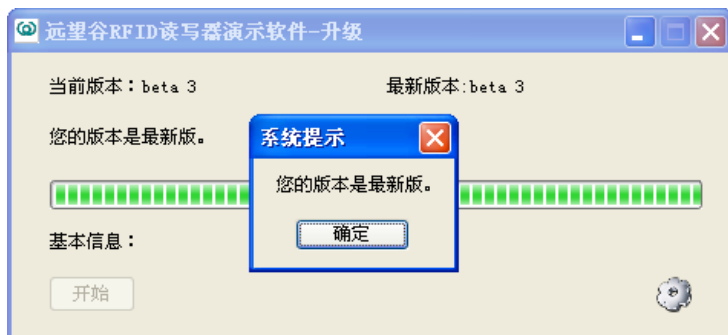 远望谷RFID读写器演示软件-升级
当前版本：beta 3
最新版本:beta 3
您的版本是最新版。
系统提示
您的版本是最新版。
确定
基本信息：
开始